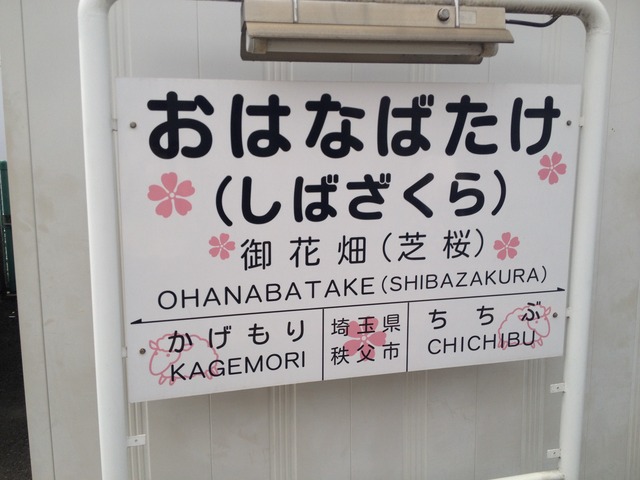 おはなばたけ
(しばざくら)
御花畑(芝桜)
OHANABATAKE (SHIBAZAKURA)
かげもり
KAGEMORI
埼玉県
秩父市
ちちぶ
CHICHIBU